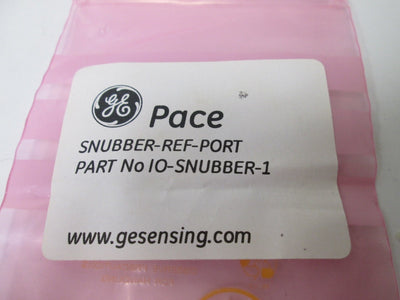 GE Pace
SNUBBER-REF-PORT
PART No IO-SNUBBER-1
www.gesensing.com